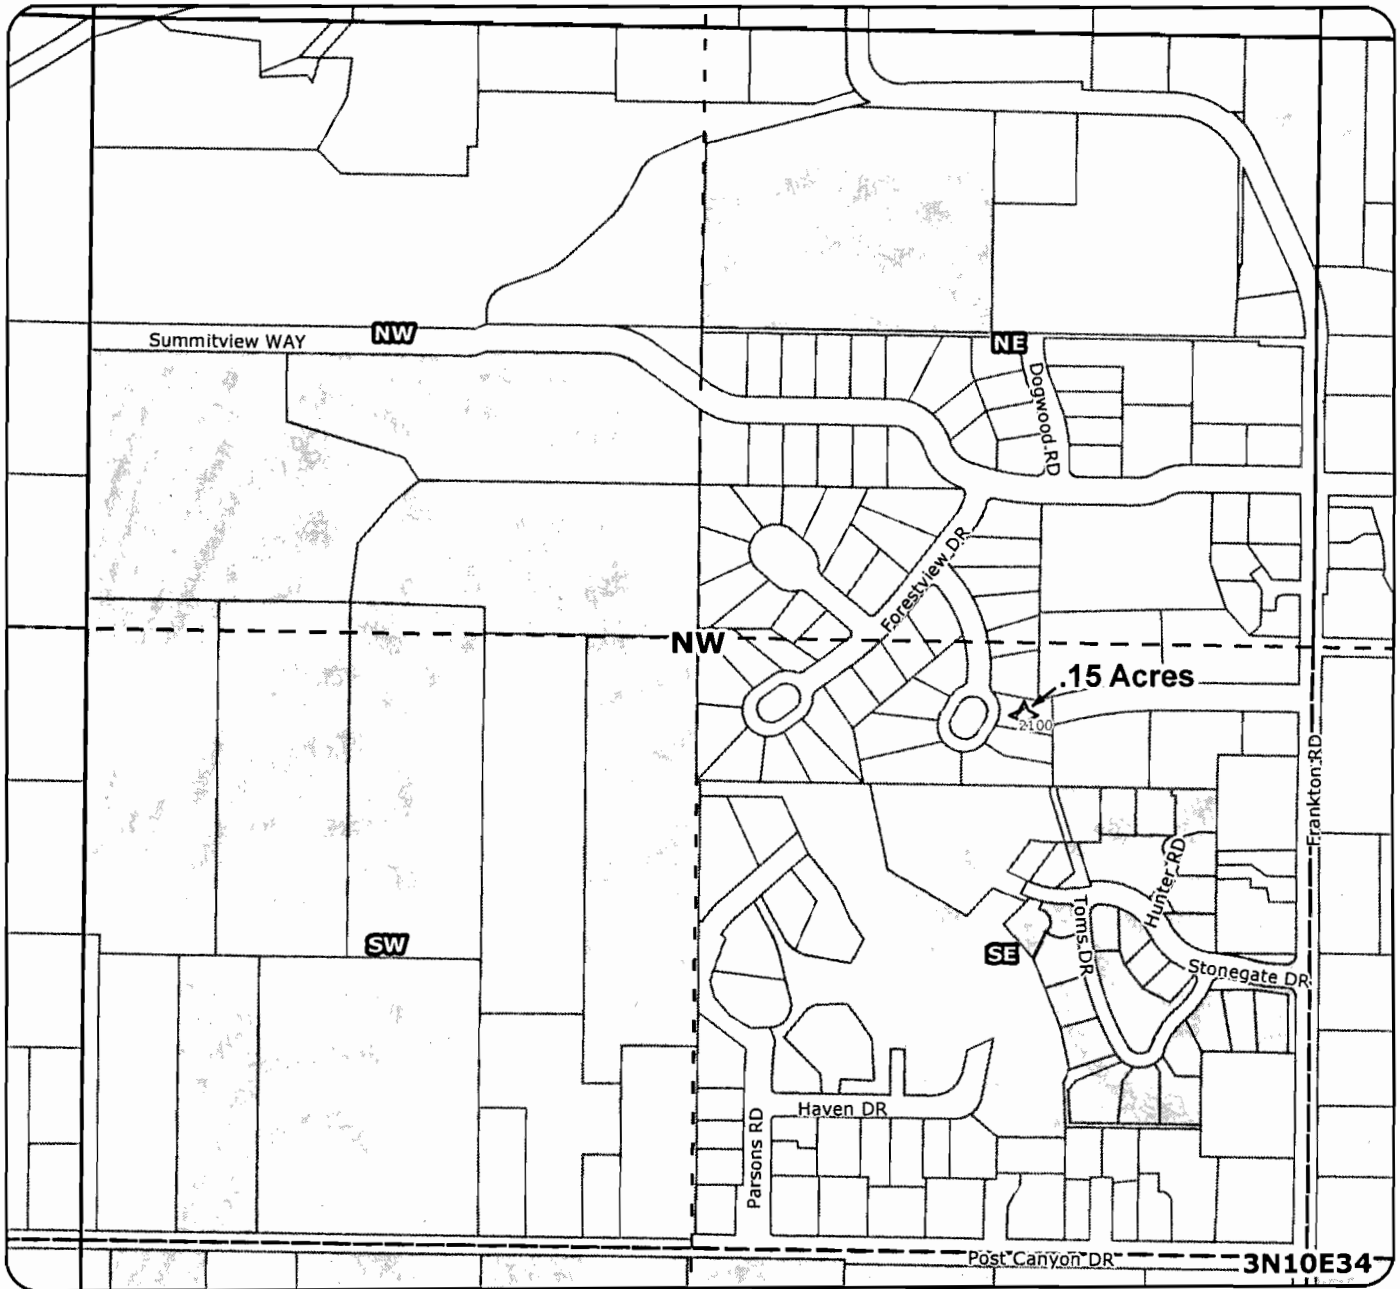 Summitview WAY
NW
NE
Dogwood RD
Forestview DR
NW
.15 Acres
2100
Frankton RD
Hunter RD
Toms DR
SW
SE
Stonegate DR
Haven DR
Parsons RD
Post Canyon DR
3N10E34